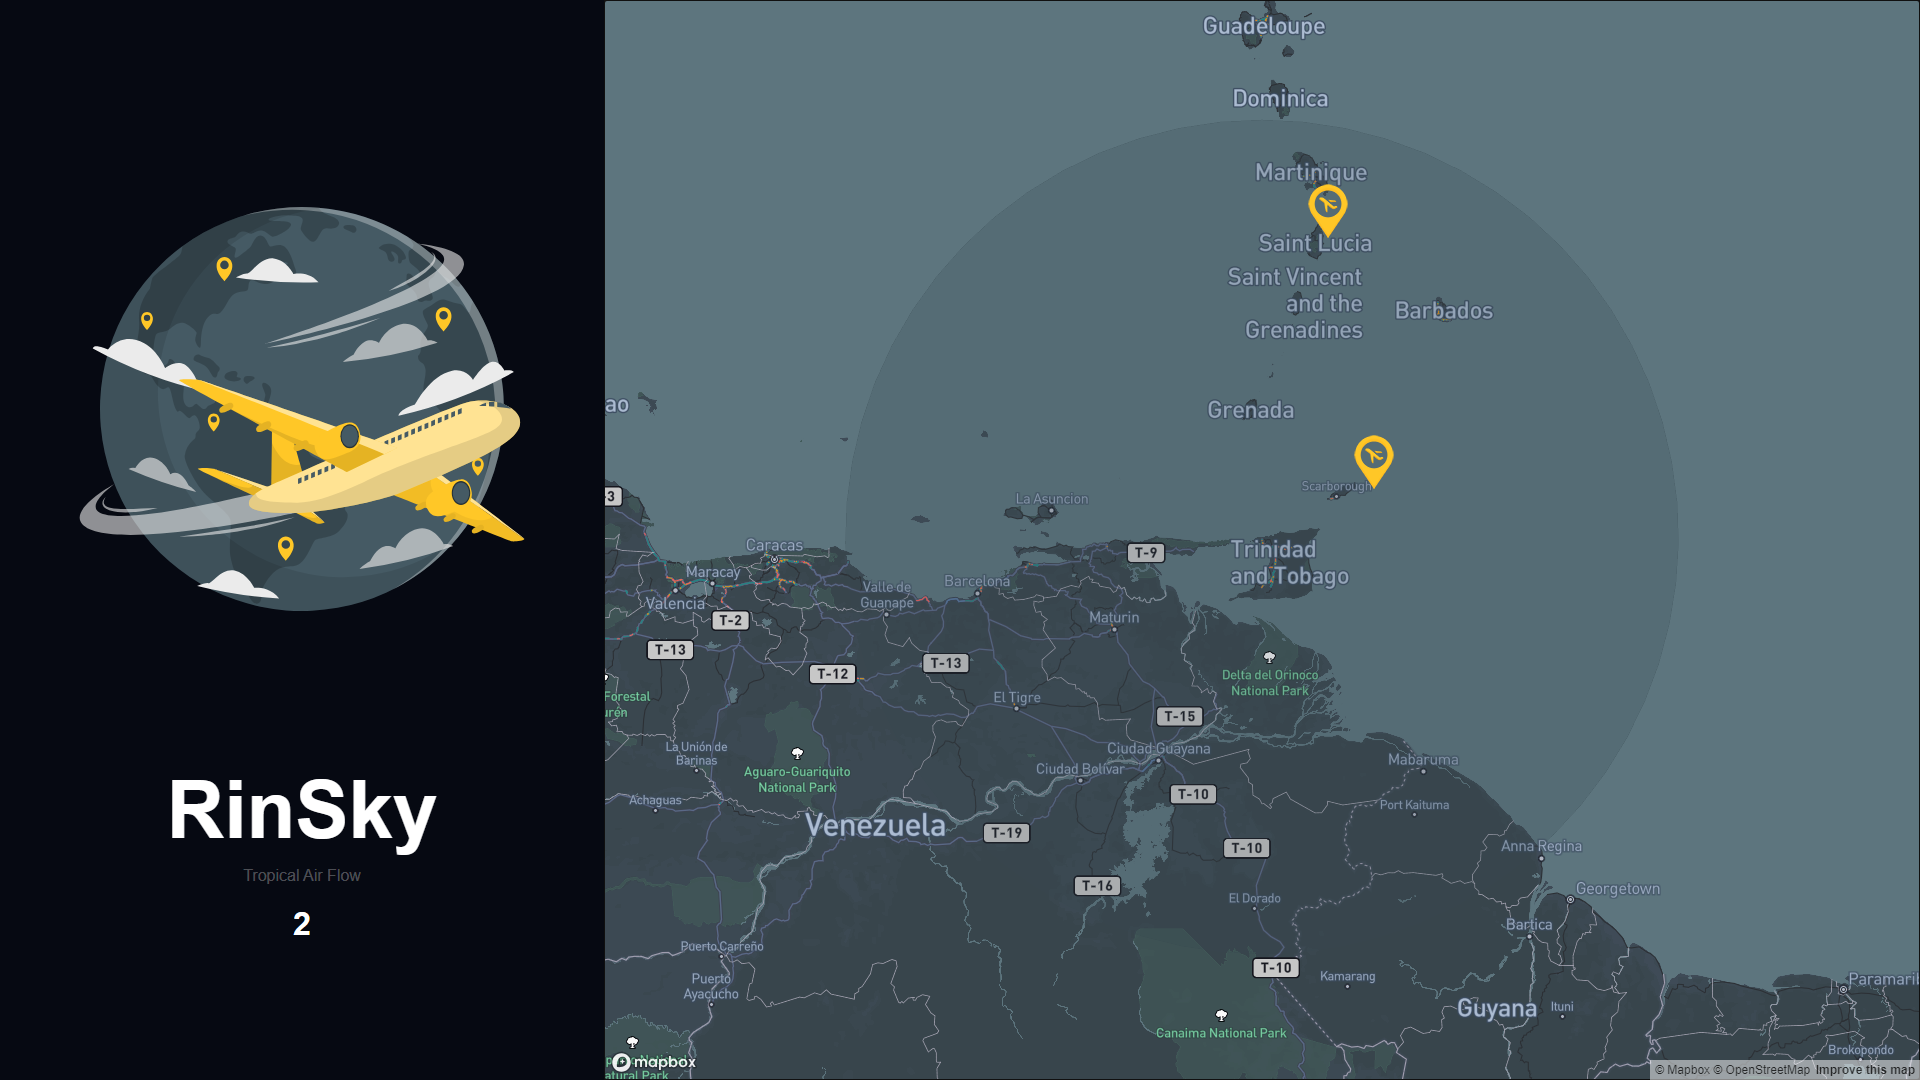 RinSky
Tropical Air Flow
2
Guadeloupe
Dominica
Martinique
Saint Lucia
Saint Vincent
and the
Grenadines
Barbados
ao
Grenada
Scarborough
La Asuncion
-3
Caracas
T-9
Trinidad
and Tobago
Maracay
Valencia
Valle de
Guanape
Barcelona
T-2
Maturin
T-13
T-12
T-13
Delta del Orinoco
National Park
Forestal
urén
El Tigre
T-15
La Unión de
Barinas
Aguaro-Guariquito
National Park
Ciudad Guayana
Ciudad Bolivar
Mabaruma
Achaguas
T-10
Port Kaituma
Venezuela
T-19
T-10
Anna Regina
T-16
Georgetown
El Dorado
Bartica
Puerto Carreño
T-10
Puerto
Ayacucho
Kamarang
Paramari
Guyana
Ituni
Canaima National Park
Brokopondo
mapbox
atural Park
© Mapbox © OpenStreetMap Improve this map